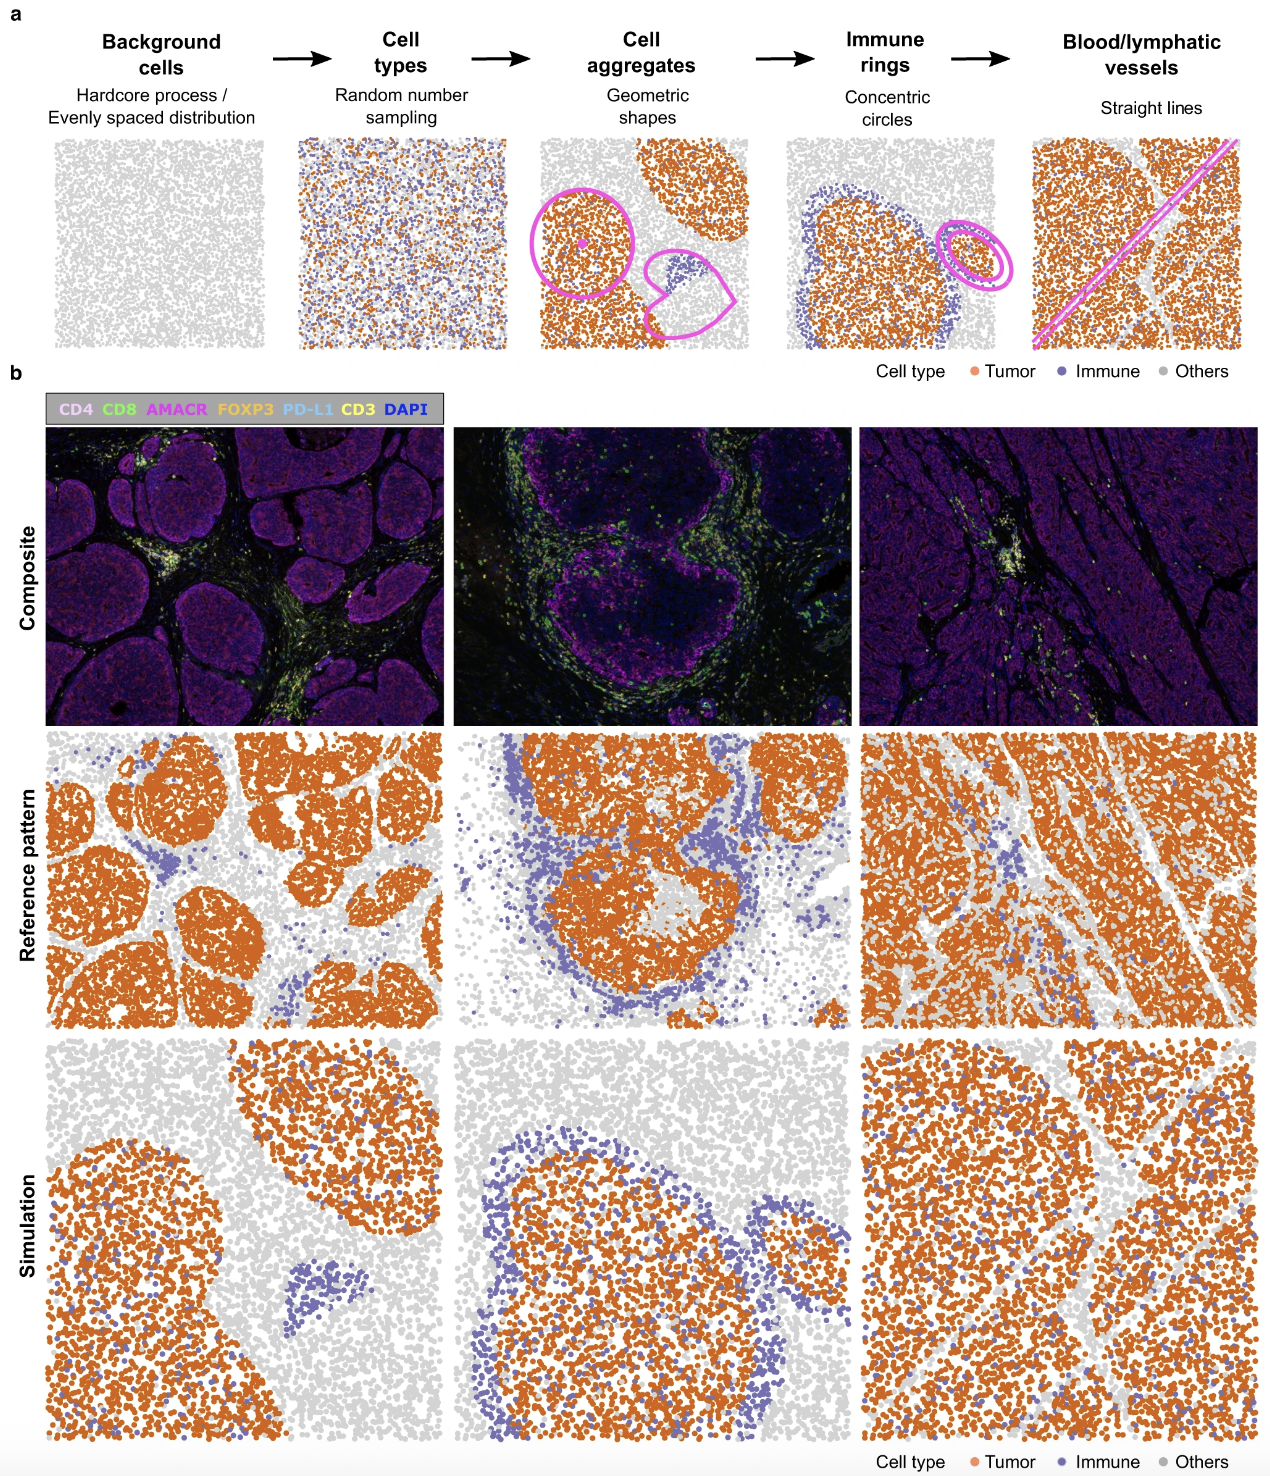 a
Background
cells
Hardcore process /
Evenly spaced distribution
Cell
types
Random number
sampling
Cell
aggregates
Geometric
shapes
Immune
rings
Concentric
circles
Blood/lymphatic
vessels
Straight lines
Cell type Tumor Immune Others
b
CD4 CD8 AMACR FOXP3 PD-L1 CD3 DAPI
Composite
Reference pattern
Simulation
Cell type Tumor Immune Others